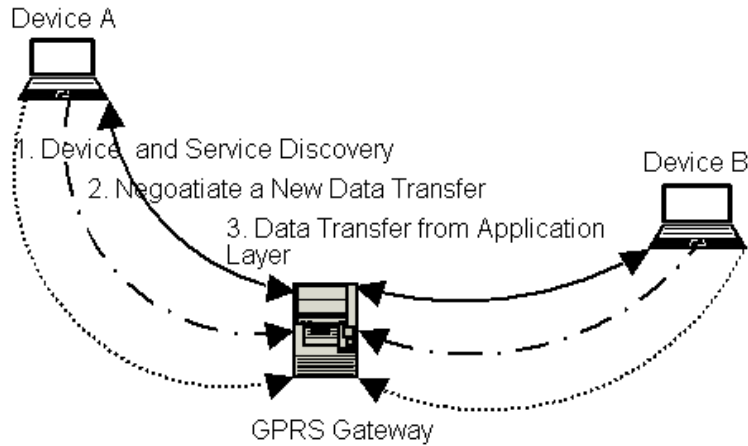 Device A
1. Device and Service Discovery
Device B
2. Negoatiate a New Data Transfer
3. Data Transfer from Application
Layer
GPRS Gateway